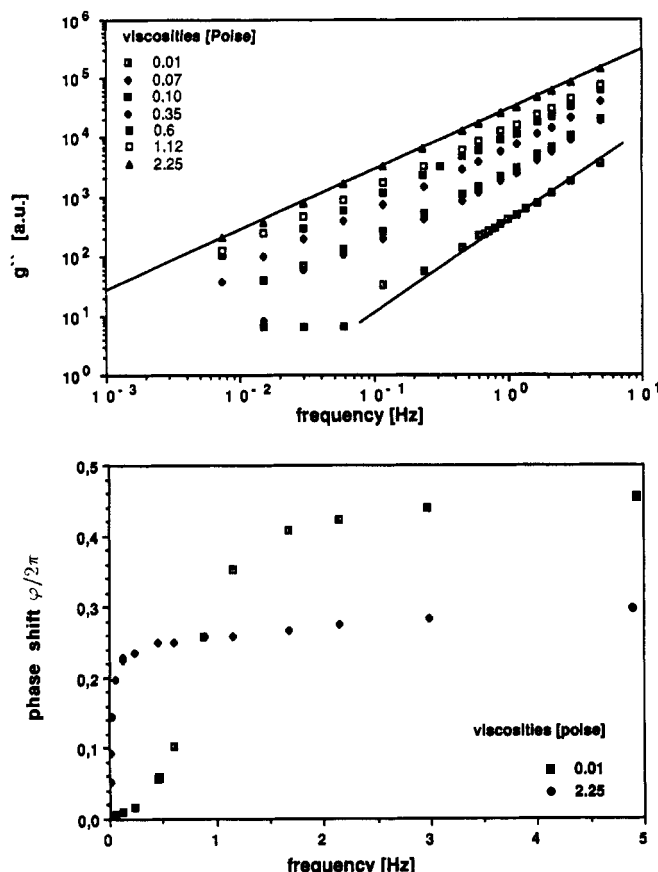 10^6
10^5
10^4
10^3
10^2
10^1
10^0
g`` [a.u.]
viscosities [Poise]
0.01
0.07
0.10
0.35
0.6
1.12
2.25
10^-3 10^-2 10^-1 10^0 10^1
frequency [Hz]
0,5
0,4
0,3
0,2
0,1
0,0
phase shift φ/2π
viscosities [poise]
0.01
2.25
0 1 2 3 4 5
frequency [Hz]